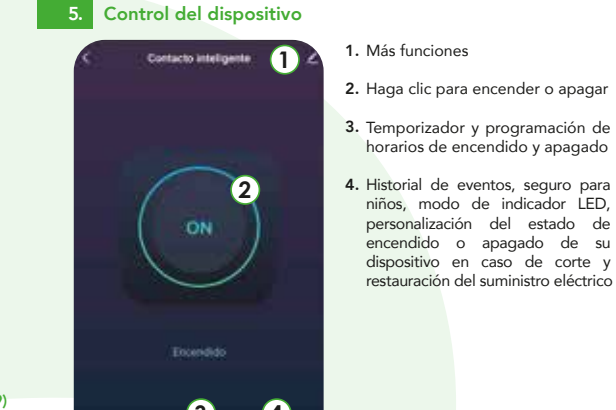 5. Control del dispositivo
Contacto inteligente 1
2
ON
Encendido
3 4
1. Más funciones
2. Haga clic para encender o apagar
3. Temporizador y programación de
horarios de encendido y apagado
4. Historial de eventos, seguro para
niños, modo de indicador LED,
personalización del estado de
encendido o apagado de su
dispositivo en caso de corte y
restauración del suministro eléctrico